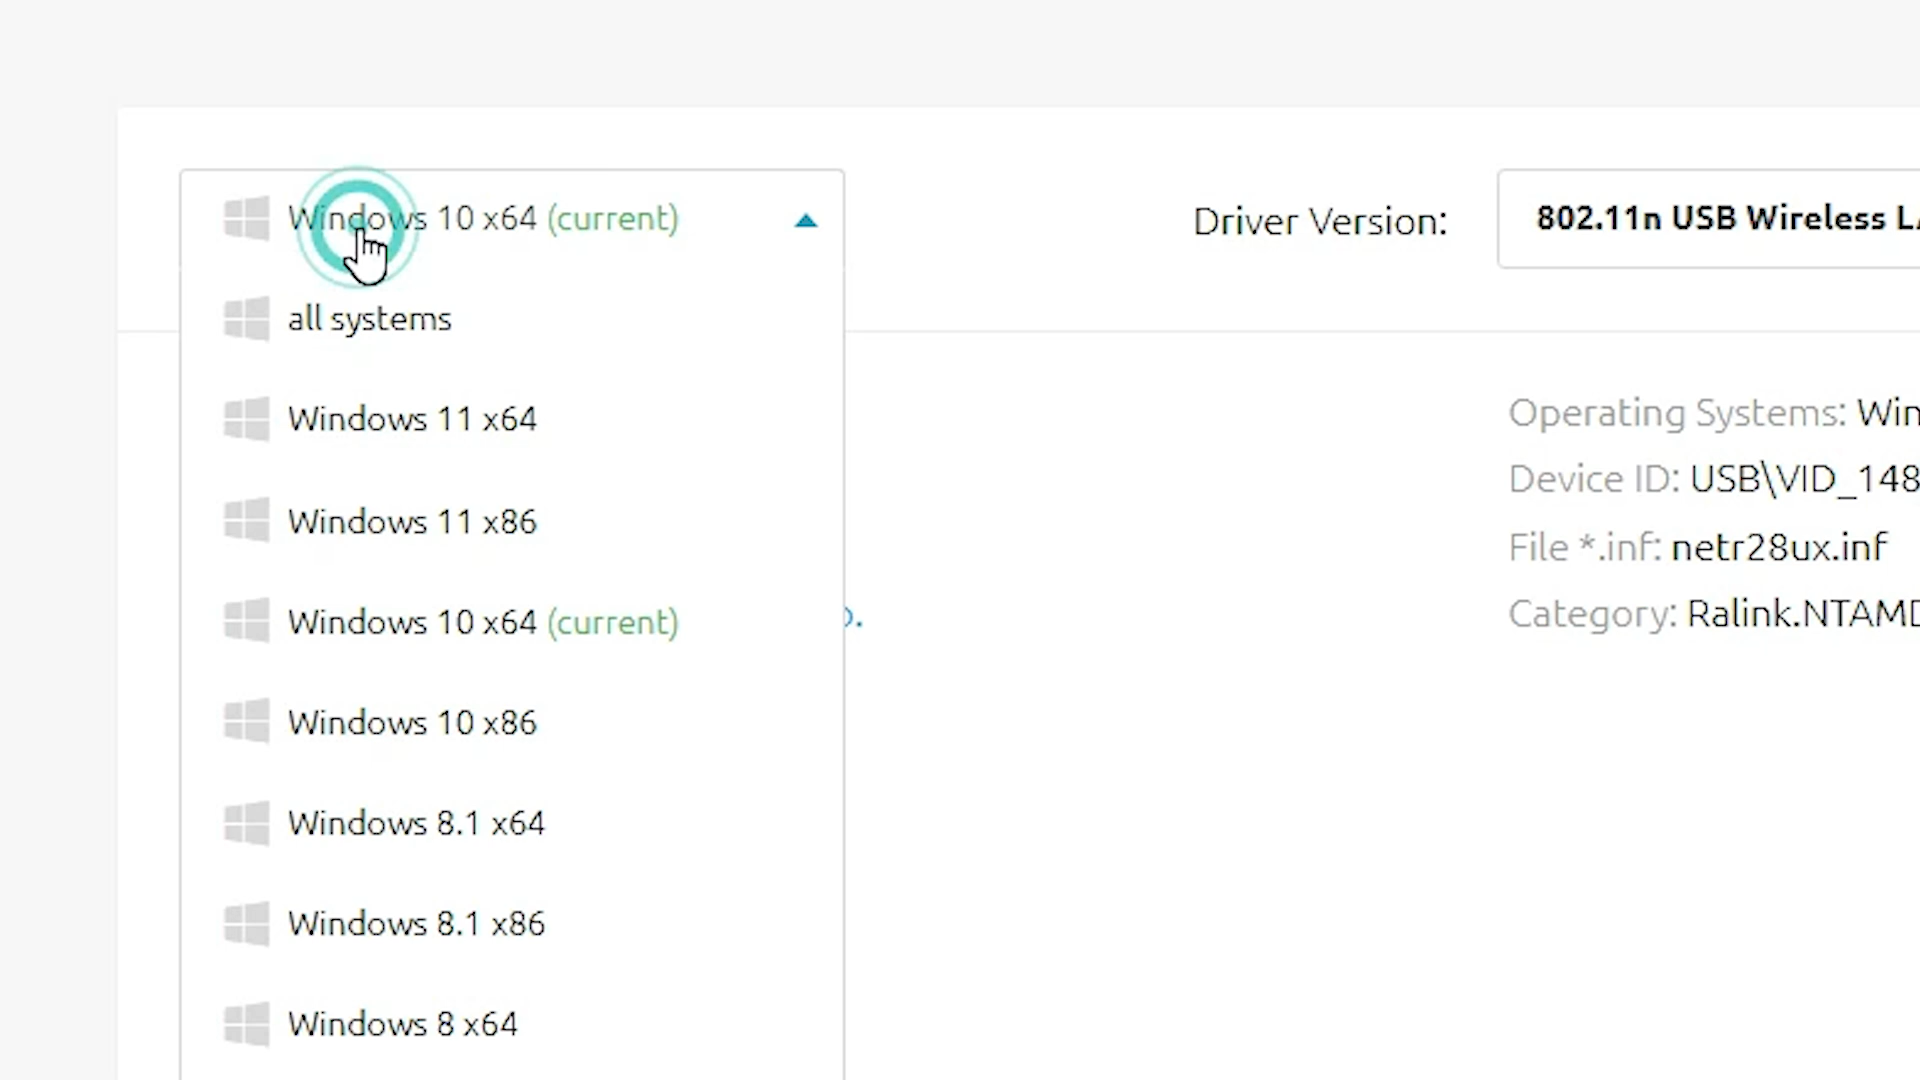 Windows 10 x64 (current)
Driver Version:
802.11n USB Wireless
all systems
Windows 11 x64
Windows 11 x86
Windows 10 x64 (current)
Windows 10 x86
Windows 8.1 x64
Windows 8.1 x86
Windows 8 x64
Operating Systems: Win
Device ID: USB\VID_148
File *.inf: netr28ux.inf
Category: Ralink.NTAMD